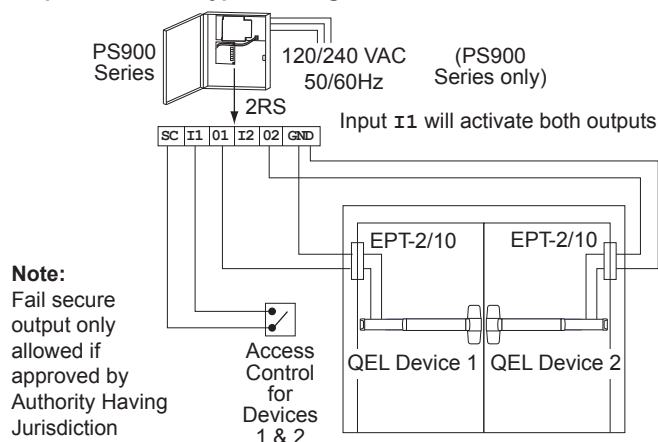 PS900
Series
120/240 VAC
50/60Hz
(PS900
Series only)
2RS
Input I1 will activate both outputs
SC I1 01 I2 02 GND
EPT-2/10
EPT-2/10
Note:
Fail secure
output only
allowed if
approved by
Authority Having
Jurisdiction
Access
Control
for
Devices
1 & 2
QEL Device 1
QEL Device 2